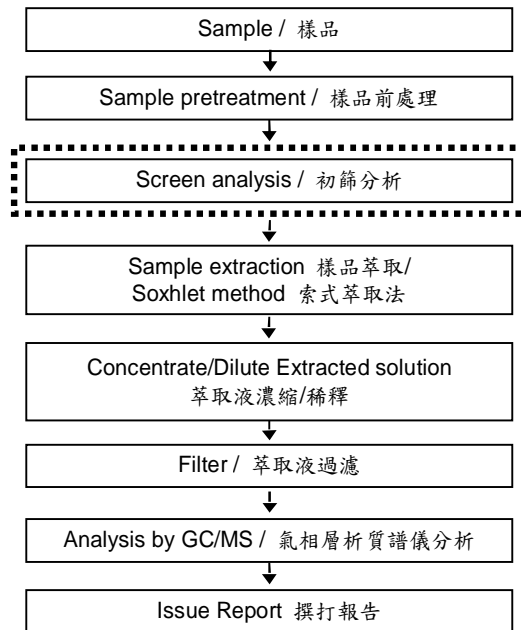 Sample / 樣品
Sample pretreatment / 樣品前處理
Screen analysis / 初篩分析
Sample extraction 樣品萃取/
Soxhlet method 索式萃取法
Concentrate/Dilute Extracted solution
萃取液濃縮/稀釋
Filter / 萃取液過濾
Analysis by GC/MS / 氣相層析質譜儀分析
Issue Report 撰打報告